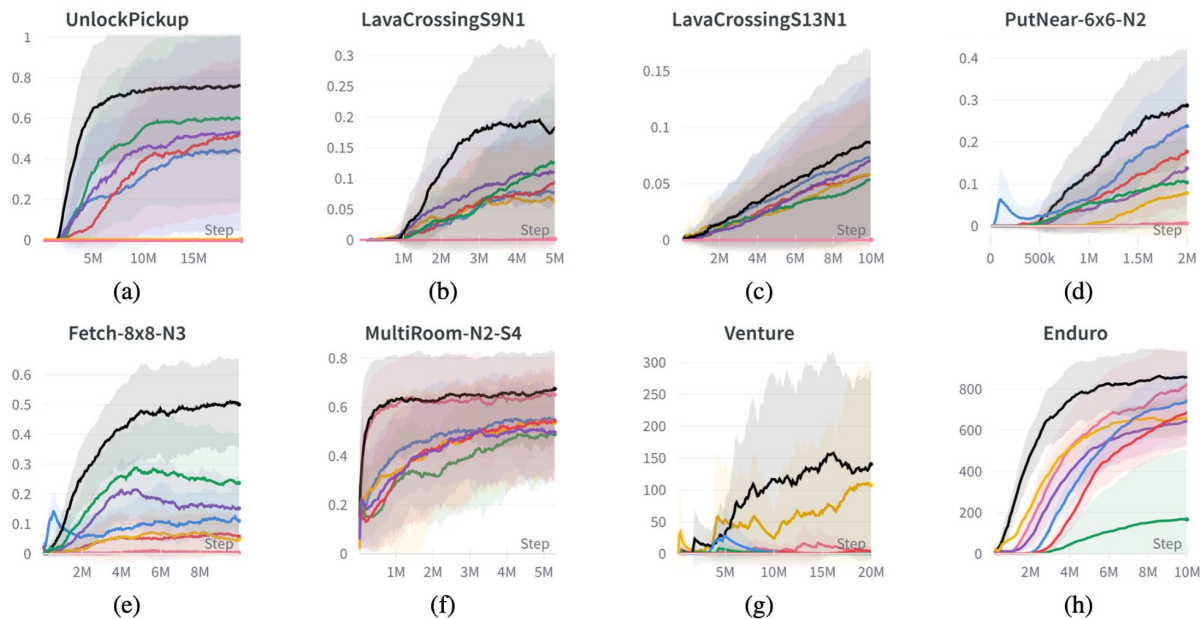 UnlockPickup
1
0.8
0.6
0.4
0.2
0
Step
5M 10M 15M
(a)
LavaCrossingS9N1
0.3
0.25
0.2
0.15
0.1
0.05
0
Step
1M 2M 3M 4M 5M
(b)
LavaCrossingS13N1
0.15
0.1
0.05
0
Step
2M 4M 6M 8M 10M
(c)
PutNear-6x6-N2
0.4
0.3
0.2
0.1
0
Step
0 500k 1M 1.5M 2M
(d)
Fetch-8x8-N3
0.6
0.5
0.4
0.3
0.2
0.1
0
Step
2M 4M 6M 8M
(e)
MultiRoom-N2-S4
0.8
0.6
0.4
0.2
0
Step
1M 2M 3M 4M 5M
(f)
Venture
300
250
200
150
100
50
0
Step
5M 10M 15M 20M
(g)
Enduro
800
600
400
200
0
Step
2M 4M 6M 8M 10M
(h)